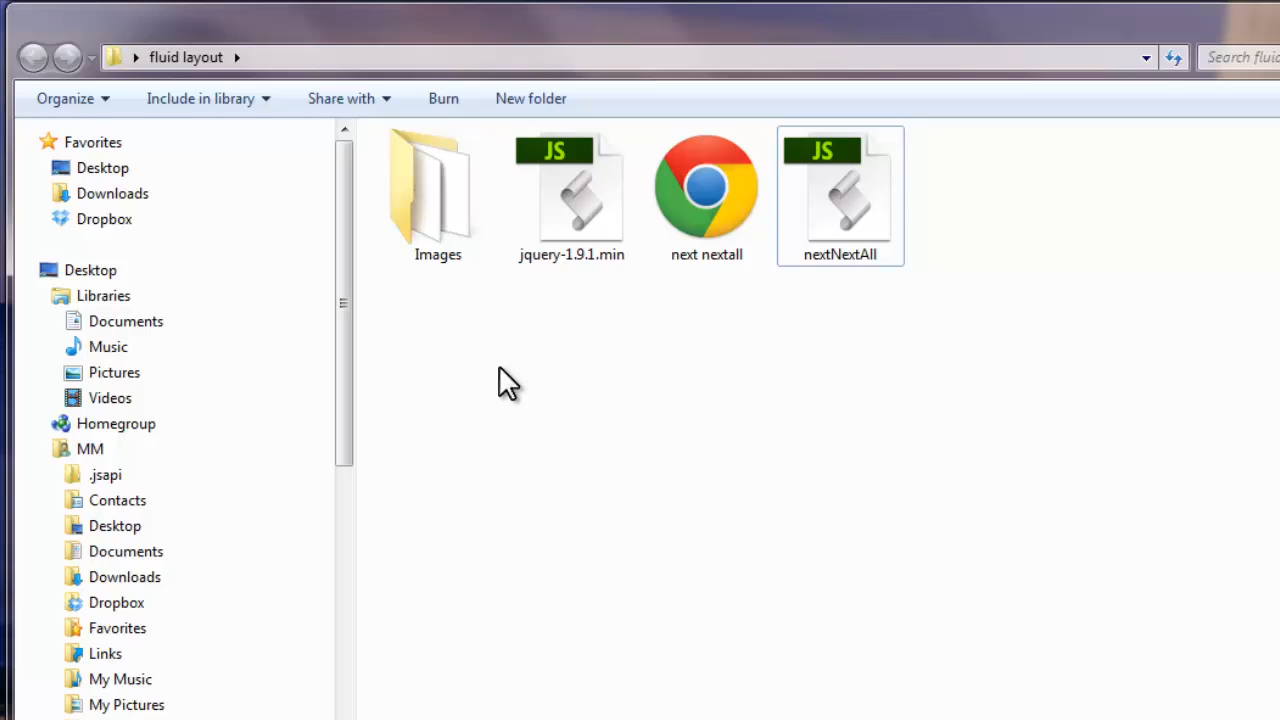 fluid layout
Search fluid
Organize
Include in library
Share with
Burn
New folder
Favorites
Desktop
Downloads
Dropbox
Desktop
Libraries
Documents
Music
Pictures
Videos
Homegroup
MM
.jsapi
Contacts
Desktop
Documents
Downloads
Dropbox
Favorites
Links
My Music
My Pictures
JS
JS
Images
jquery-1.9.1.min
next nextall
nextNextAll